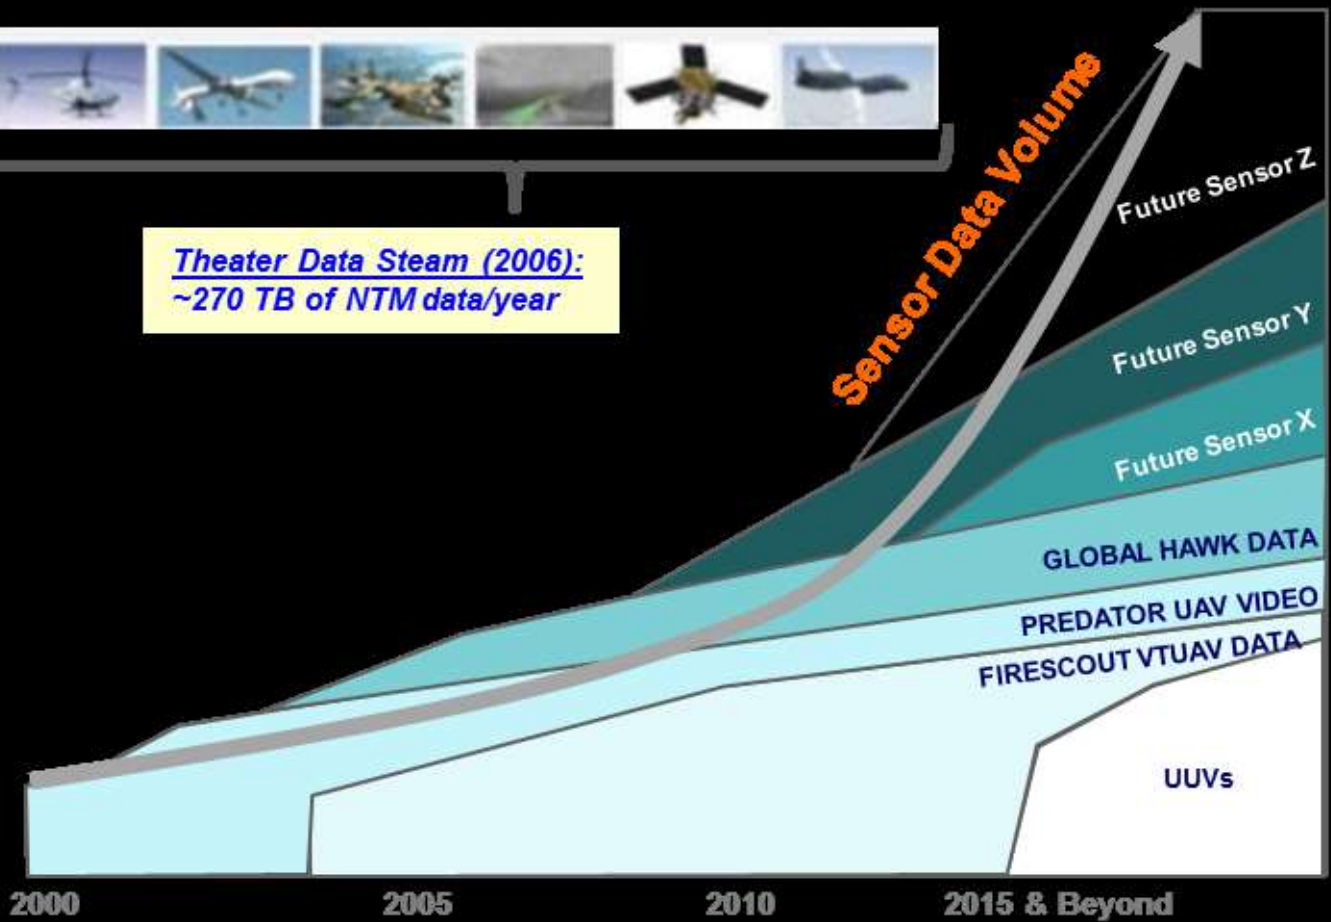 Theater Data Steam (2006):
~270 TB of NTM data/year
Sensor Data Volume
Future Sensor Z
Future Sensor Y
Future Sensor X
GLOBAL HAWK DATA
PREDATOR UAV VIDEO
FIRESCOUT VTUAV DATA
UUVs
2000 2005 2010 2015 & Beyond